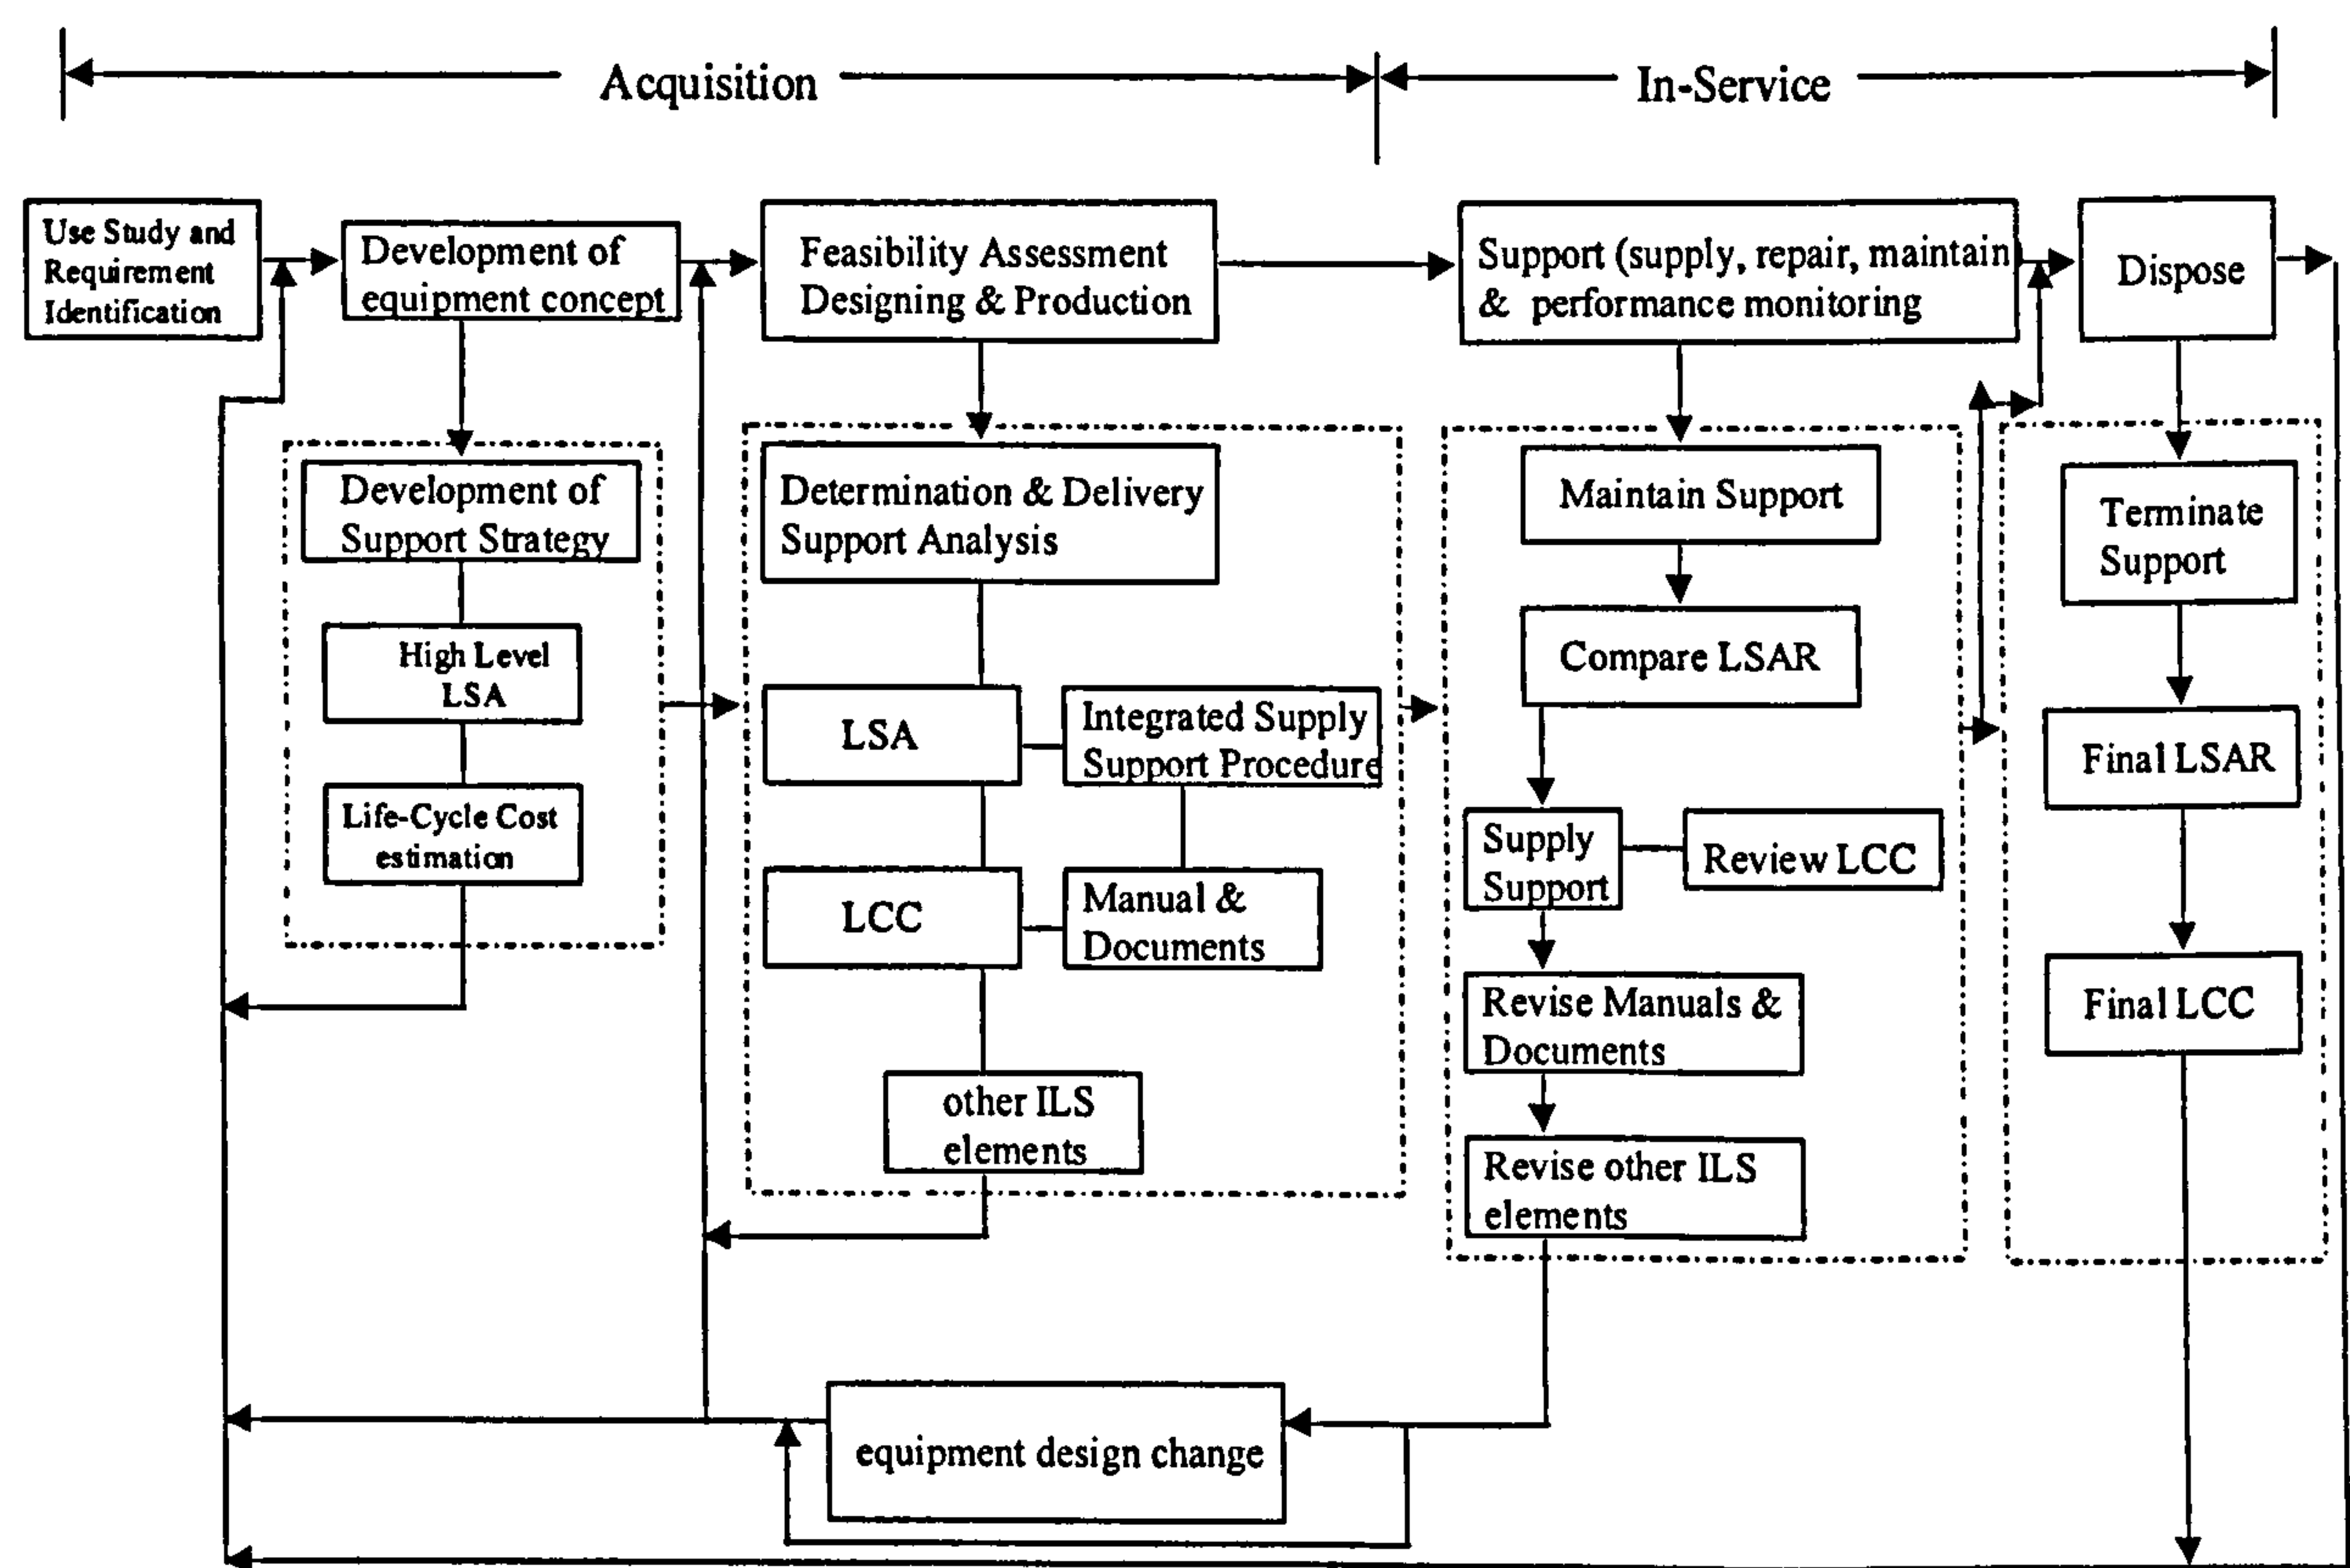 Acquisition
In-Service
Use Study and
Requirement
Identification
Development of
equipment concept
Feasibility Assessment
Designing & Production
Support (supply, repair, maintain
& performance monitoring
Dispose
Development of
Support Strategy
High Level
LSA
Life-Cycle Cost
estimation
Determination & Delivery
Support Analysis
LSA
Integrated Supply
Support Procedure
LCC
Manual &
Documents
other ILS
elements
Maintain Support
Compare LSAR
Supply
Support
Review LCC
Revise Manuals &
Documents
Revise other ILS
elements
Terminate
Support
Final LSAR
Final LCC
equipment design change